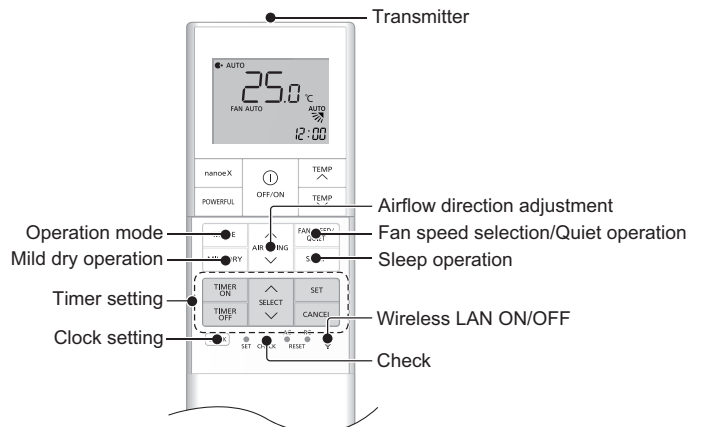 Transmitter
AUTO
25.0 ℃
FAN AUTO
AUTO
12:00
nanoe X
OFF/ON
TEMP
POWERFUL
TEMP
Airflow direction adjustment
Operation mode
Fan speed selection/Quiet operation
QUIET
Mild dry operation
Sleep operation
Timer setting
TIMER
ON
SELECT
SET
TIMER
OFF
CANCEL
Wireless LAN ON/OFF
Clock setting
SET
RESET
Check